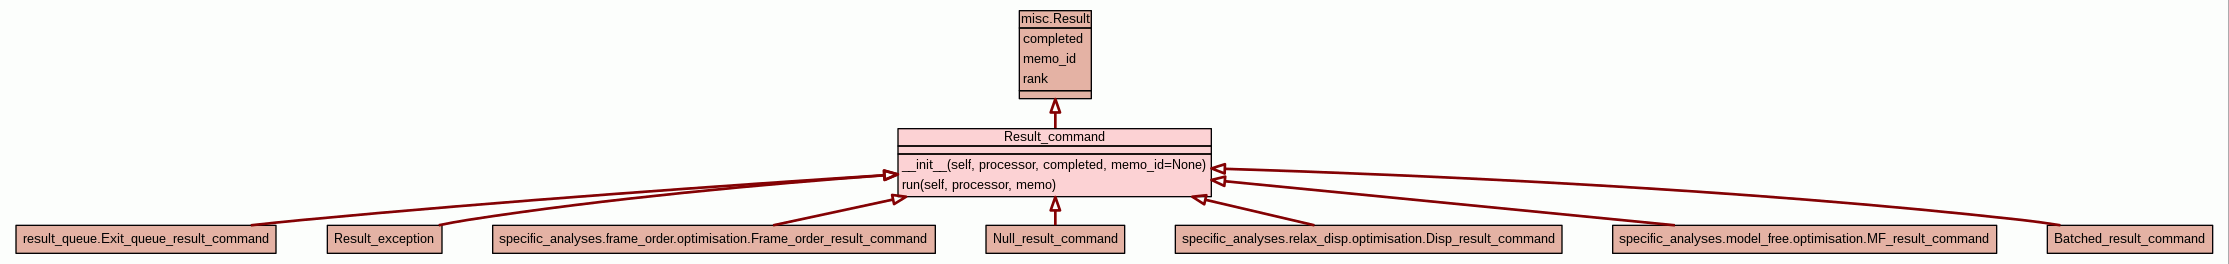 misc.Result
completed
memo_id
rank
Result_command
__init__(self, processor, completed, memo_id=None)
run(self, processor, memo)
result_queue.Exit_queue_result_command
Result_exception
specific_analyses.frame_order.optimisation.Frame_order_result_command
Null_result_command
specific_analyses.relax_disp.optimisation.Disp_result_command
specific_analyses.model_free.optimisation.MF_result_command
Batched_result_command